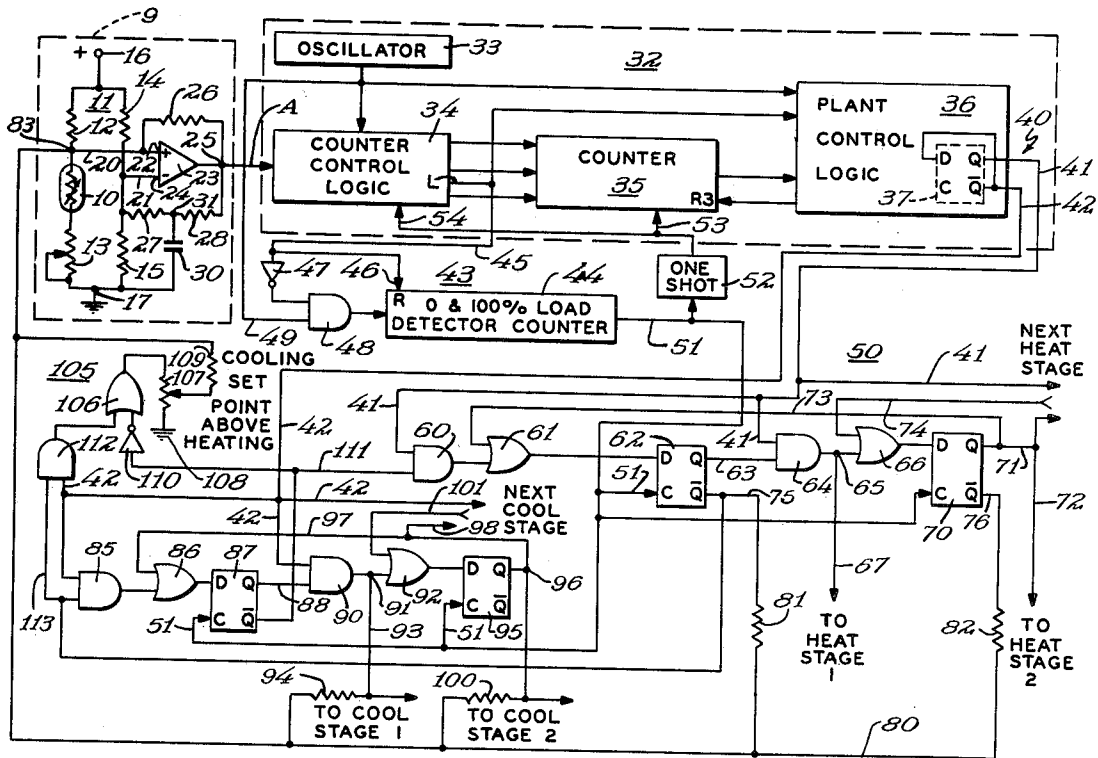 9
+ 16
OSCILLATOR 33
32
14
11
12
26
A
34
83
20
22
25
23
24
21
10
31
27
28
13
15
30
17
COUNTER
CONTROL
LOGIC
L
54
COUNTER
35
R3
53
PLANT 36
CONTROL
LOGIC
D Q
C Q̅
37
40
41
42
45
47
46
43
44
R 0 & 100% LOAD
DETECTOR COUNTER
48
49
51
ONE
SHOT
52
50
NEXT
HEAT
STAGE
41
105
106
107
109
COOLING
SET
POINT
ABOVE
HEATING
108
110
111
112
42
41
60
61
73
62
D Q
C Q̅
51
63
41
64
65
74
66
D Q
C Q̅
70
71
72
75
76
42
42
42
101
NEXT
COOL
STAGE
97
98
113
85
86
87
D Q
C Q̅
51
88
90
91
92
93
D Q
C Q̅
95
96
51
67
81
82
TO
HEAT
STAGE
1
TO
HEAT
STAGE
2
94
TO COOL
STAGE 1
100
TO COOL
STAGE 2
80